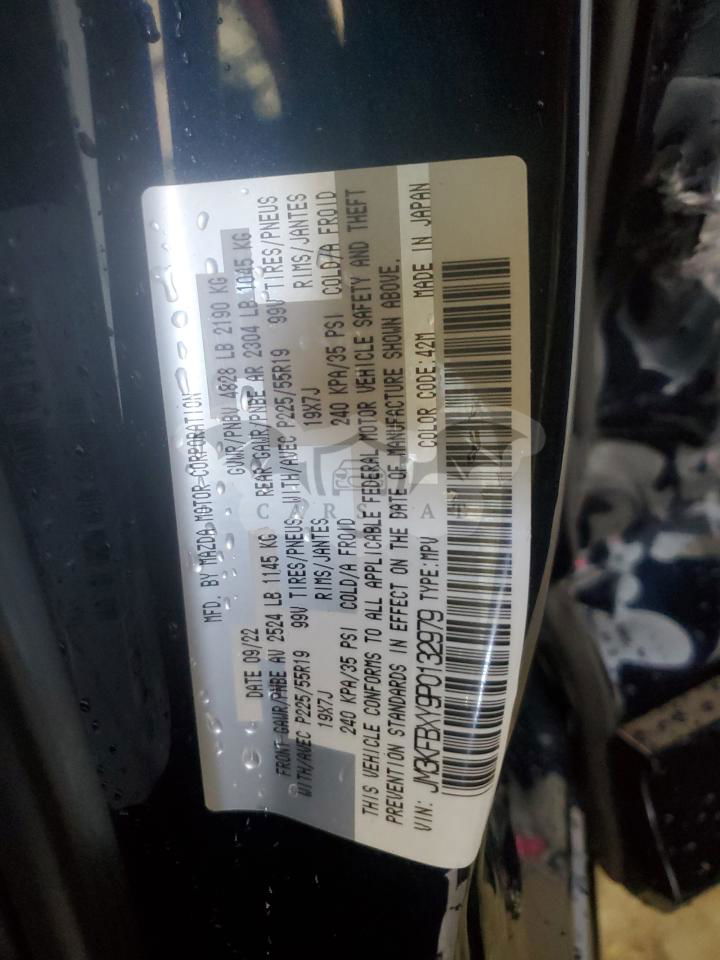 MFD. BY MAZDA MOTOR CORPORATION
DATE 09/22 GVWR/PNBV 4828 LB 2190 KG
FRONT GAWR/PNBE AV 2524 LB 1145 KG REAR GAWR/PNBE AR 2304 LB 1045 KG
WITH/AVEC P225/55R19 99V TIRES/PNEUS WITH/AVEC P225/55R19 99V TIRES/PNEUS
19X7J RIMS/JANTES 19X7J RIMS/JANTES
240 KPA/35 PSI COLD/A FROID 240 KPA/35 PSI COLD/A FROID
THIS VEHICLE CONFORMS TO ALL APPLICABLE FEDERAL MOTOR VEHICLE SAFETY AND THEFT
PREVENTION STANDARDS IN EFFECT ON THE DATE OF MANUFACTURE SHOWN ABOVE.
VIN: JM3KFBXY9P0132979 TYPE:MPV COLOR CODE:42M MADE IN JAPAN